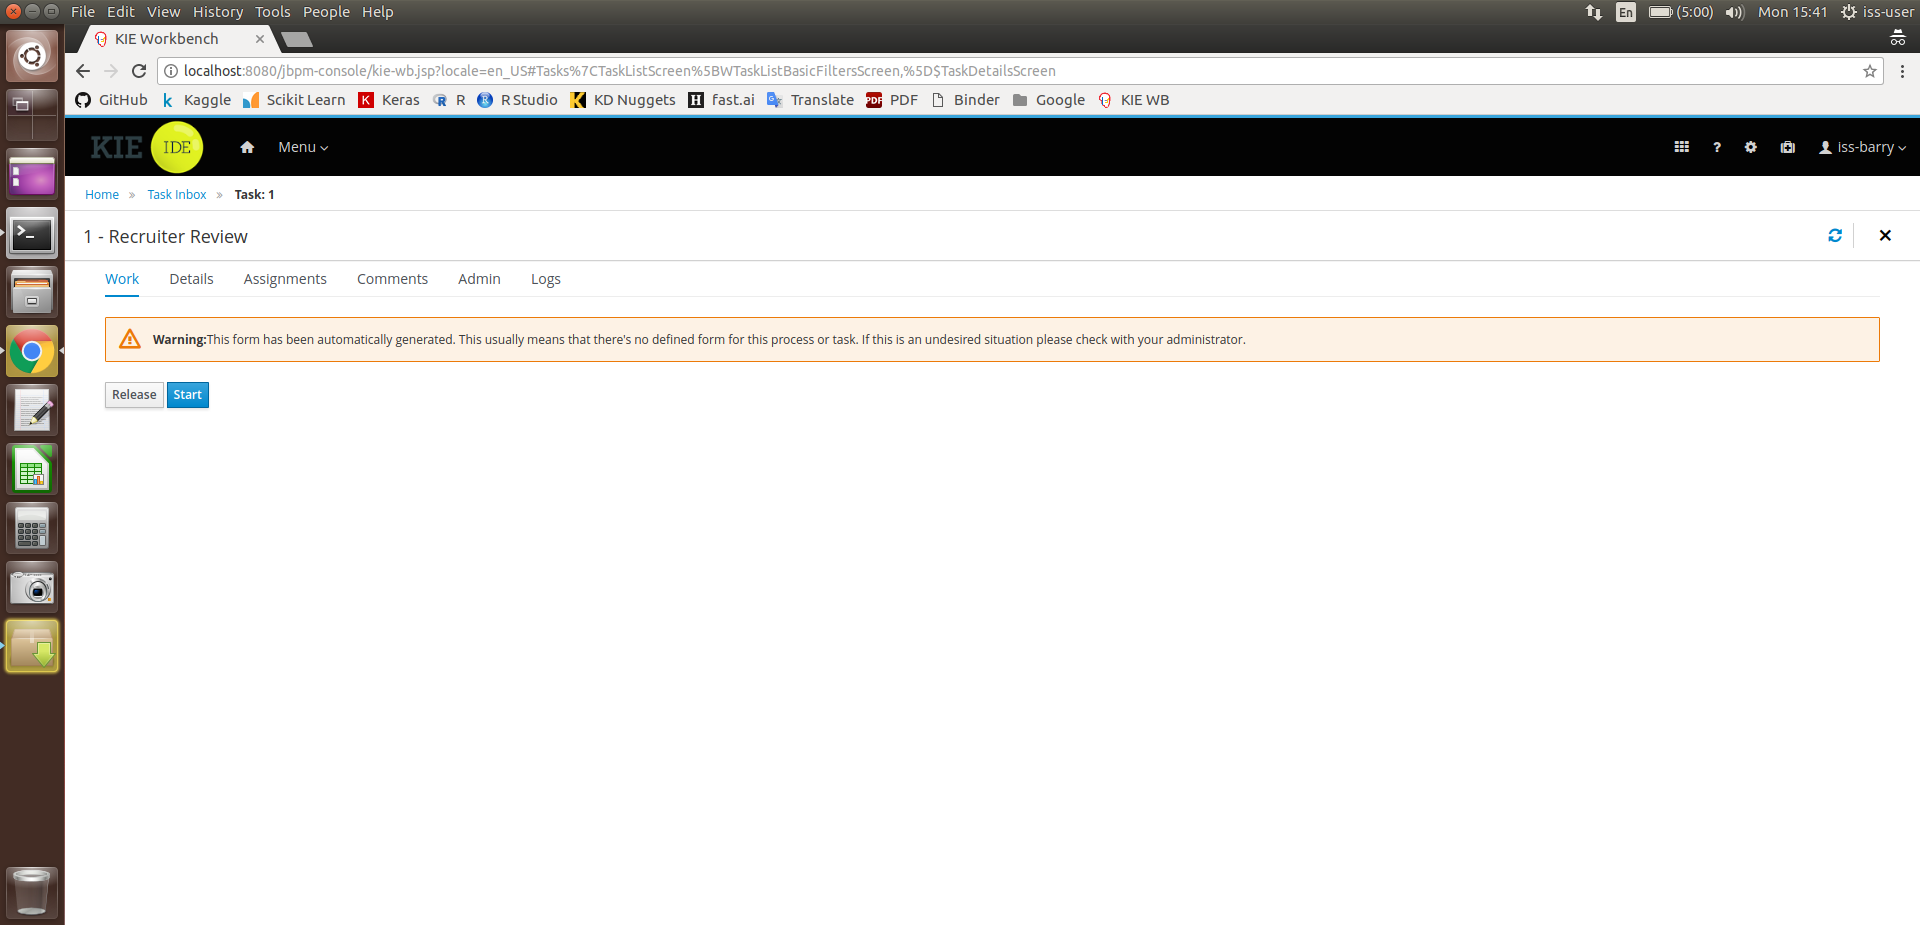 File Edit View History Tools People Help
En (5:00) Mon 15:41 iss-user
KIE Workbench
localhost:8080/jbpm-console/kie-wb.jsp?locale=en_US#Tasks%7CTaskListScreen%5BWTaskListBasicFiltersScreen,%5D$TaskDetailsScreen
GitHub k Kaggle Scikit Learn K Keras R R R RStudio K KD Nuggets H fast.ai Translate PDF PDF Binder Google KIE WB
KIE IDE Menu ? iss-barry
Home » Task Inbox » Task: 1
1 - Recruiter Review
Work Details Assignments Comments Admin Logs
Warning:This form has been automatically generated. This usually means that there's no defined form for this process or task. If this is an undesired situation please check with your administrator.
Release Start